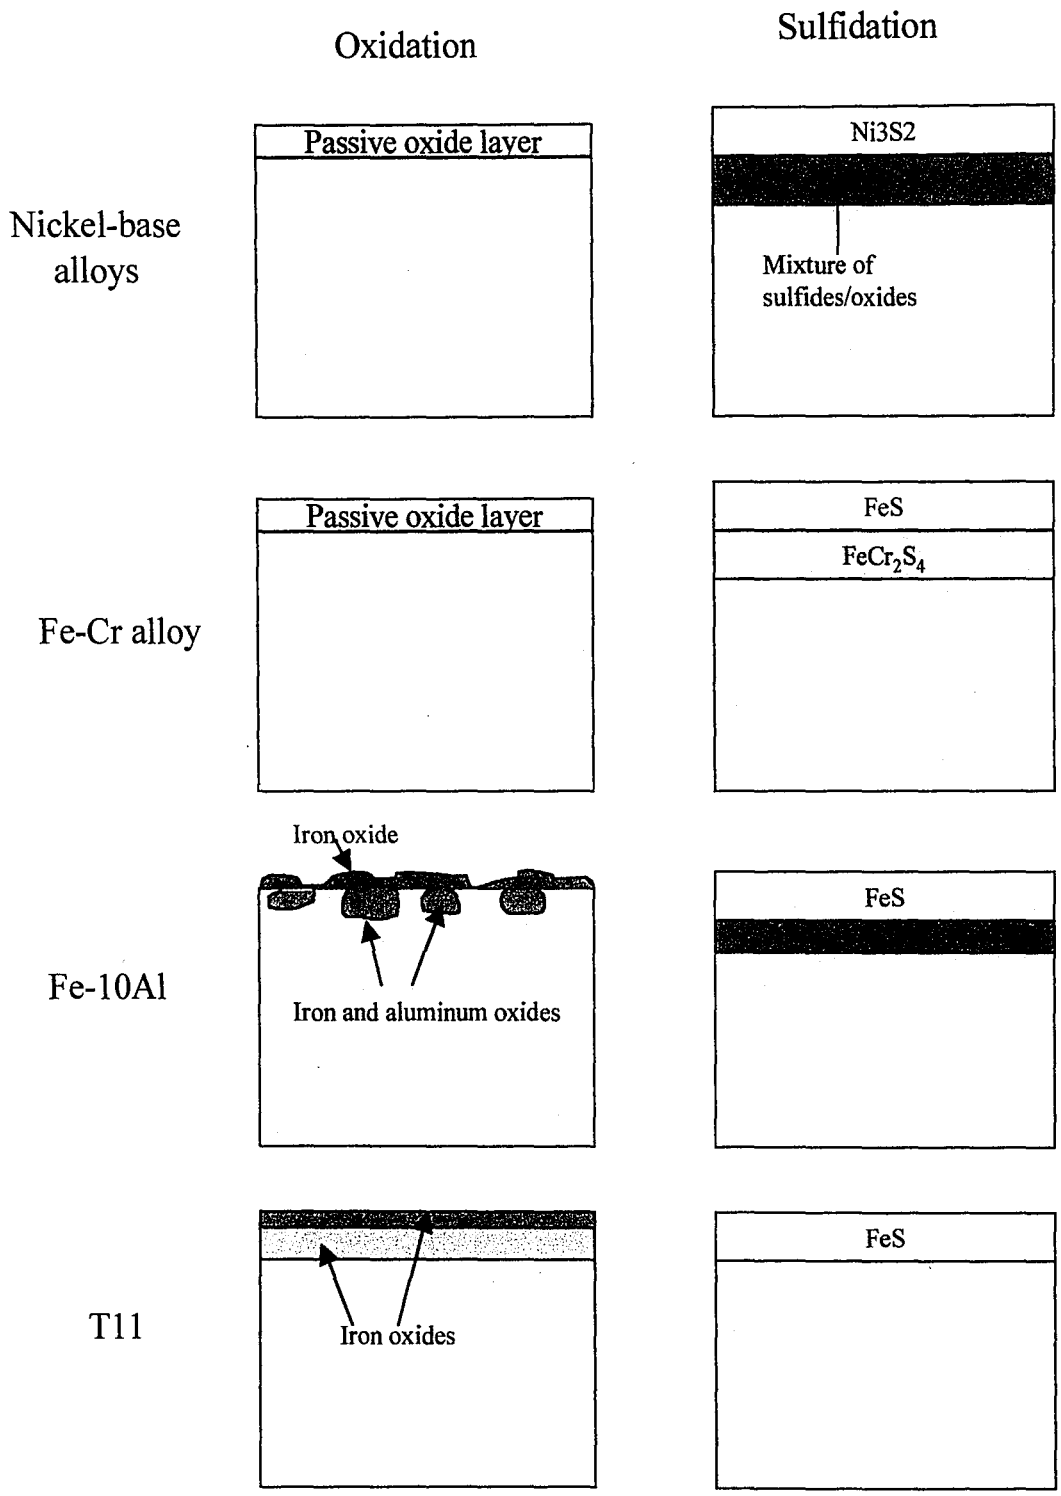 Oxidation
Sulfidation
Passive oxide layer
Ni3S2
Nickel-base
alloys
Mixture of
sulfides/oxides
Passive oxide layer
FeS
FeCr₂S₄
Fe-Cr alloy
Iron oxide
FeS
Fe-10Al
Iron and aluminum oxides
FeS
T11
Iron oxides